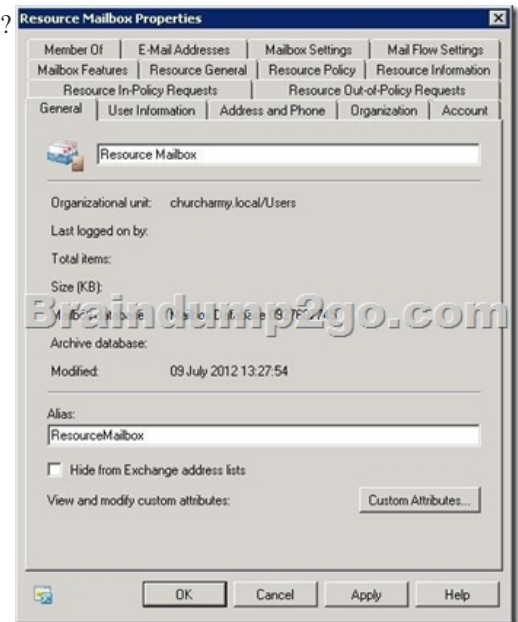 ?
Resource Mailbox Properties
Member Of E-Mail Addresses Mailbox Settings Mail Flow Settings
Mailbox Features Resource General Resource Policy Resource Information
Resource In-Policy Requests Resource Out-of-Policy Requests
General User Information Address and Phone Organization Account
Resource Mailbox
Organizational unit: churcharmy.local/Users
Last logged on by:
Total items:
Size (KB):
Braindump2go.com
Mailbox database: Mailbox Database
Archive database:
Modified: 09 July 2012 13:27:54
Alias:
ResourceMailbox
Hide from Exchange address lists
View and modify custom attributes: Custom Attributes...
OK Cancel Apply Help